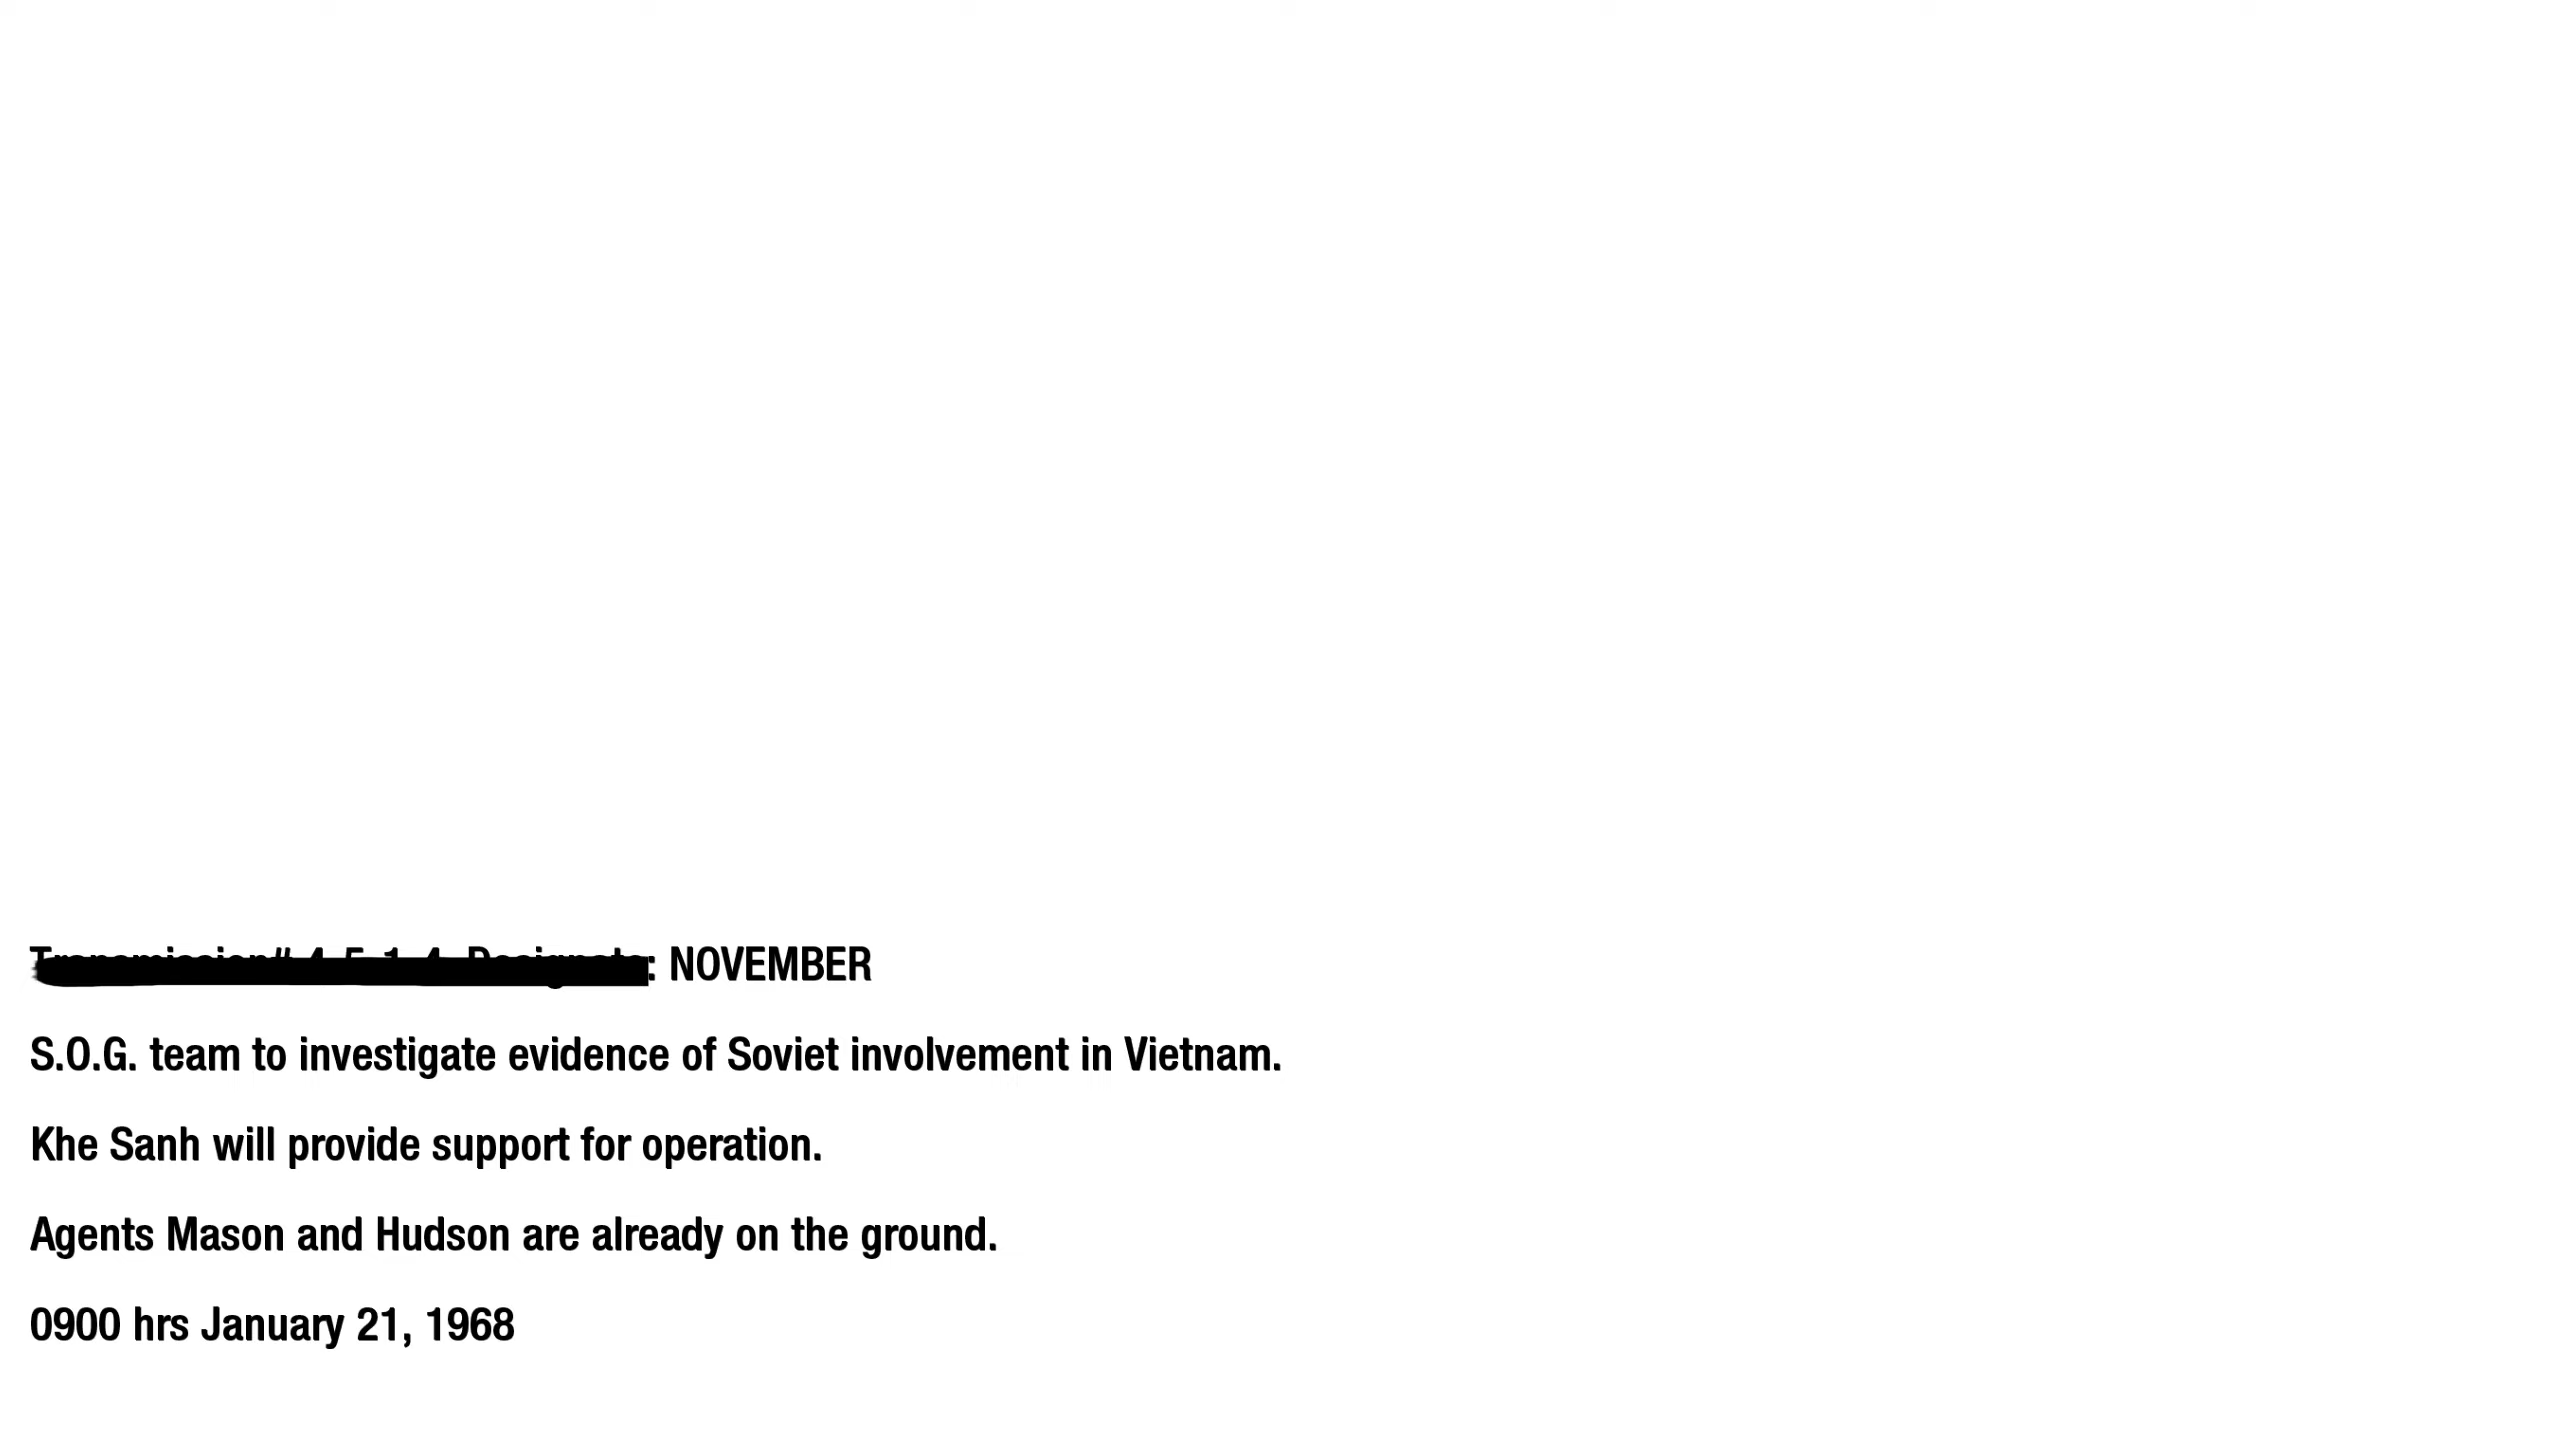 : NOVEMBER
S.O.G. team to investigate evidence of Soviet involvement in Vietnam.
Khe Sanh will provide support for operation.
Agents Mason and Hudson are already on the ground.
0900 hrs January 21, 1968